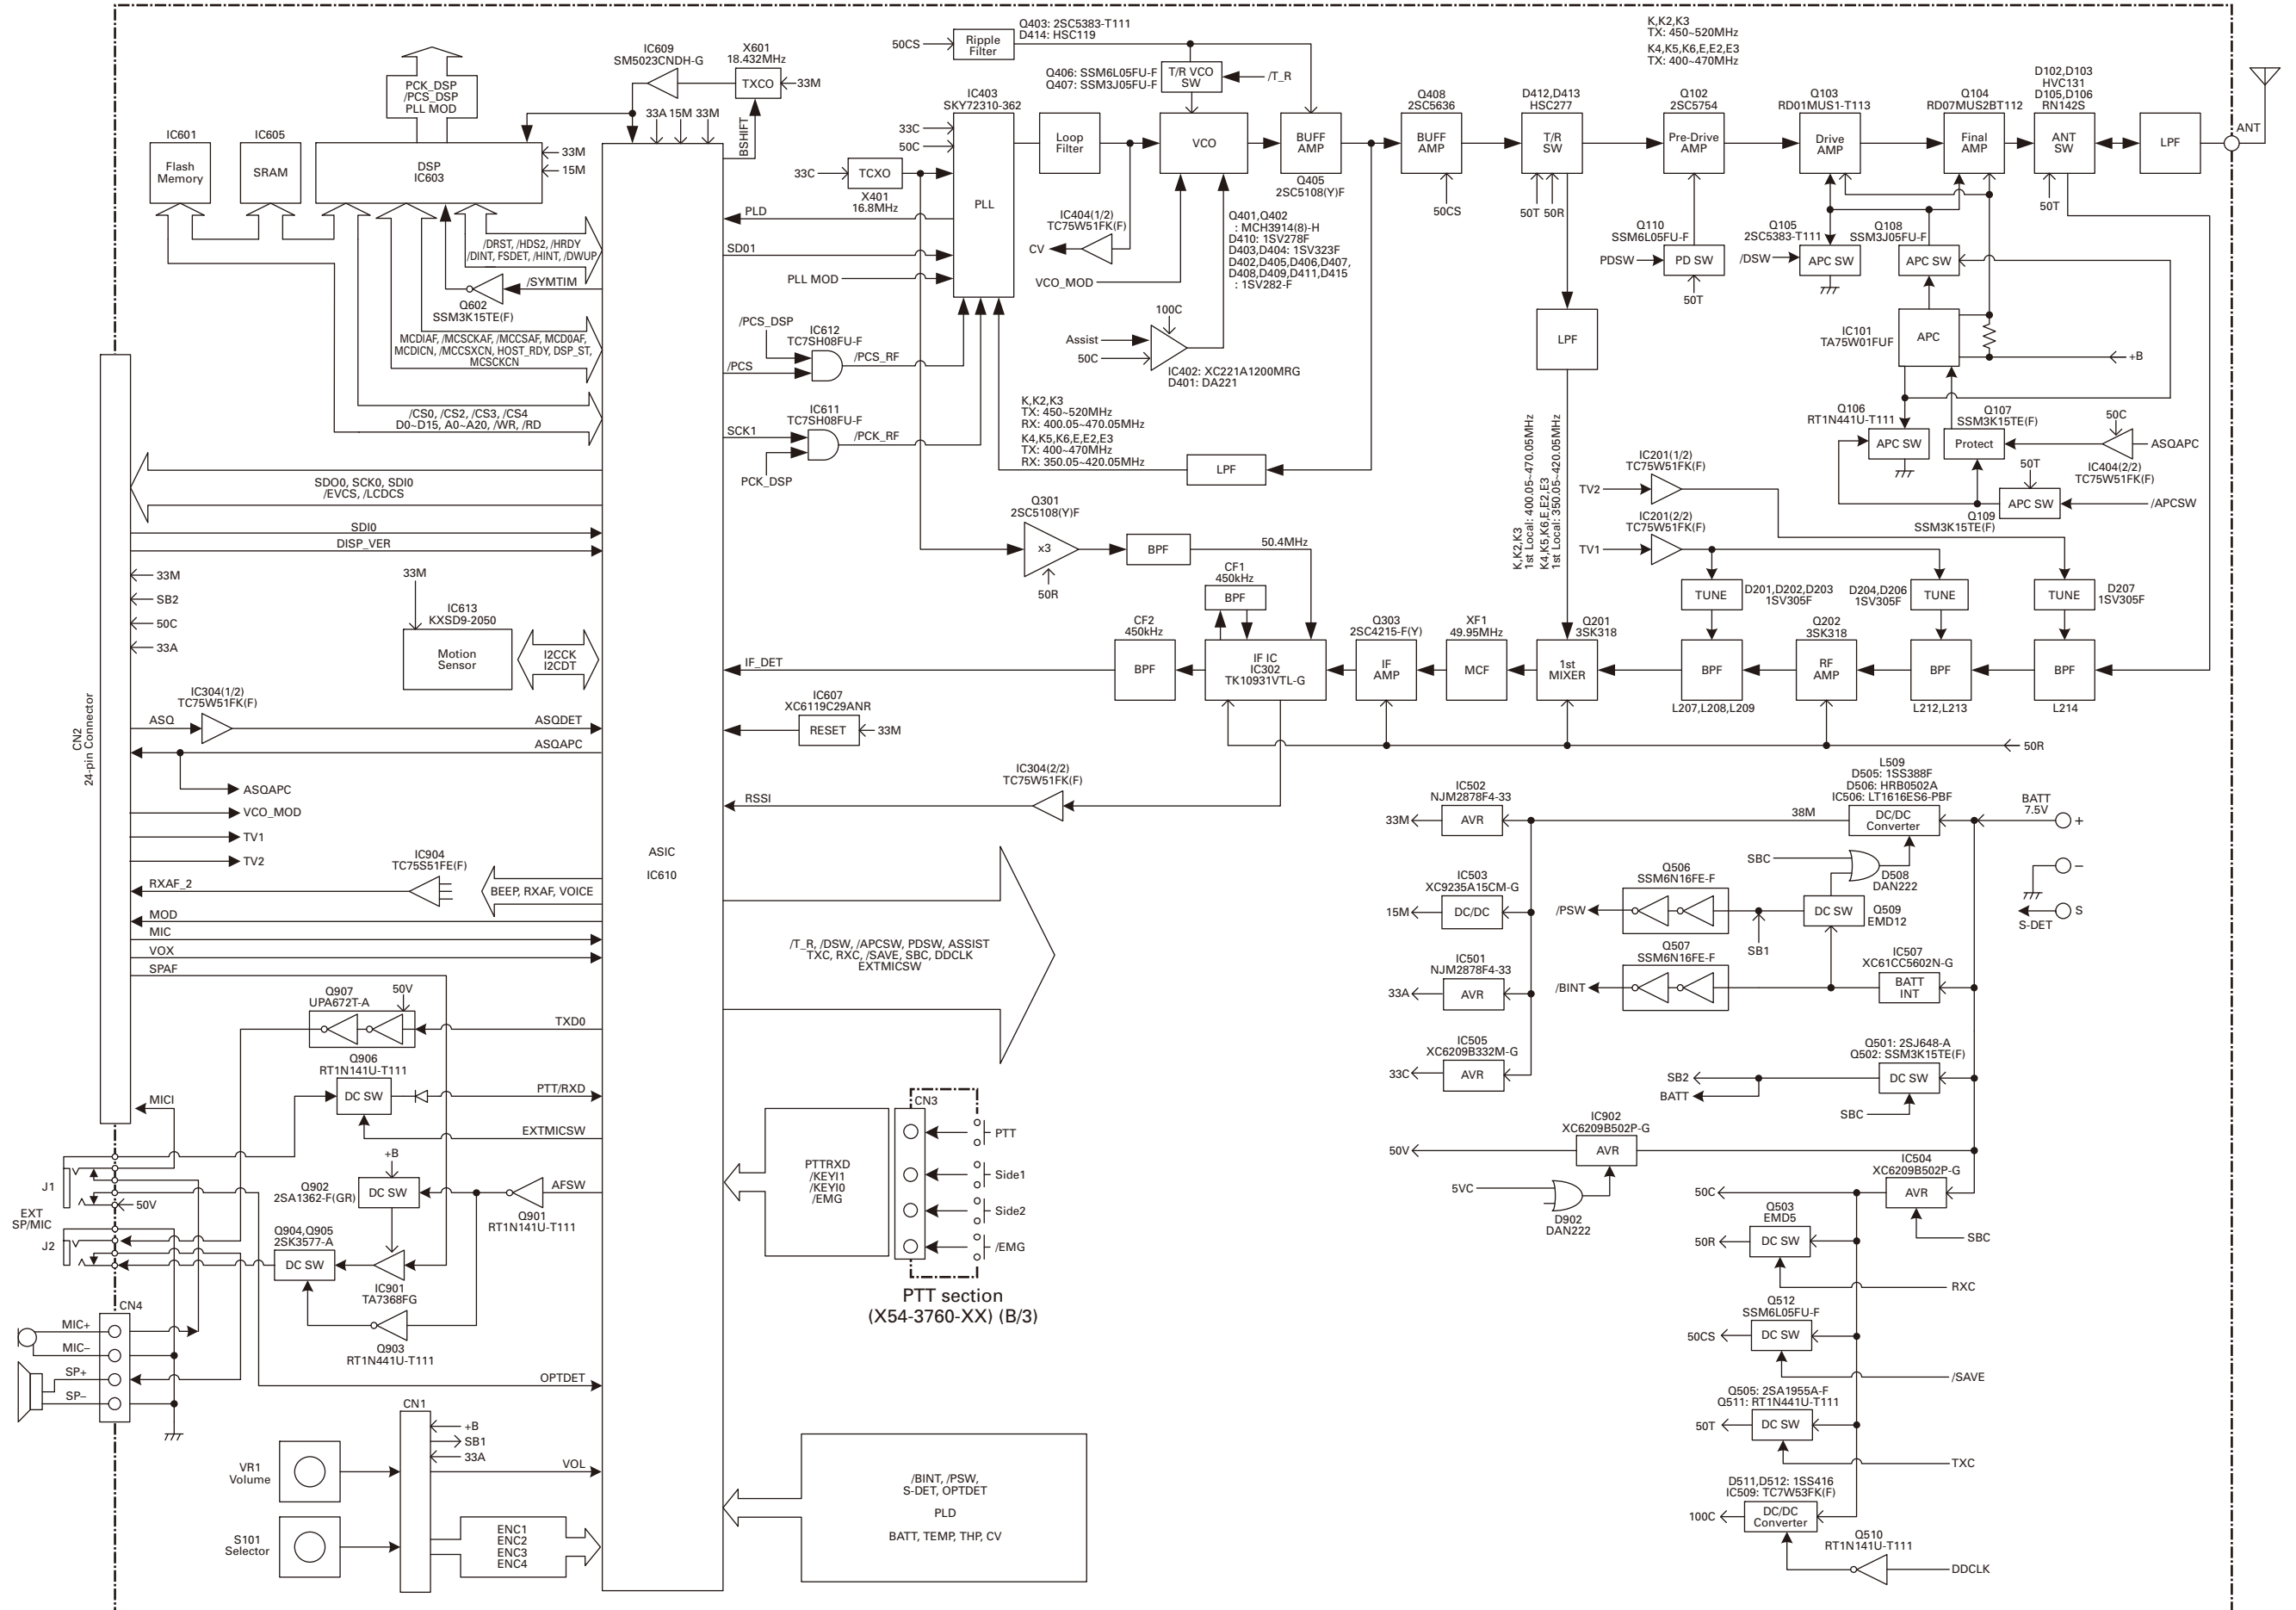 Q403: 2SC5383-T111
D414: HSC119
50CS
Ripple
Filter
K,K2,K3
TX: 450~520MHz
K4,K5,K6,E,E2,E3
TX: 400~470MHz
IC609
SM5023CNDH-G
X601
18.432MHz
TXCO
33M
PCK_DSP
/PCS_DSP
PLL MOD
Q406: SSM6L05FU-F
Q407: SSM3J05FU-F
T/R VCO
SW
/T_R
D102, D103
HVC131
D105, D106
RN142S
IC601
Flash
Memory
IC605
SRAM
DSP
IC603
33M
15M
33A
15M
33M
BSHIFT
IC403
SKY72310-362
33C
50C
PLL
Loop
Filter
VCO
BUFF
AMP
Q405
2SC5108(Y)F
Q408
2SC5636
BUFF
AMP
50CS
D412, D413
HSC277
T/R
SW
50T
50R
Q102
2SC5754
Pre-Drive
AMP
Q103
RD01MUS1-T113
Drive
AMP
Q104
RD07MUS2BT112
Final
AMP
ANT
SW
50T
LPF
ANT
33C
TCXO
X401
16.8MHz
PLD
SD01
PLL MOD
IC404(1/2)
TC75W51FK(F)
CV
VCO_MOD
Q401, Q402
: MCH3914(8)-H
D410: 1SV278F
D403,D404: 1SV323F
D402,D405,D406,D407,
D408,D409,D411,D415
: 1SV282-F
Q110
SSM6L05FU-F
PDSW
PD SW
50T
Q105
2SC5383-T111
/DSW
APC SW
Q108
SSM3J05FU-F
APC SW
/DRST, /HDS2, /HRDY
/DINT, FSDET, /HINT, /DWUP
/SYMTIM
Q602
SSM3K15TE(F)
MCDIAF, /MCSCKAF, /MCCSAF, MCD0AF,
MCDICN, /MCCSXCN, HOST_RDY, DSP_ST,
MCSCKCN
/CS0, /CS2, /CS3, /CS4
D0~D15, A0~A20, /WR, /RD
/PCS_DSP
IC612
TC7SH08FU-F
/PCS
/PCS_RF
100C
Assist
50C
IC402: XC221A1200MRG
D401: DA221
LPF
IC101
TA75W01FUF
APC
+B
SCK1
IC611
TC7SH08FU-F
/PCK_RF
PCK_DSP
K,K2,K3
TX: 450~520MHz
RX: 400.05~470.05MHz
K4,K5,K6,E,E2,E3
TX: 400~470MHz
RX: 350.05~420.05MHz
LPF
K,K2,K3
1st Local: 400.05~470.05MHz
K4,K5,K6,E,E2,E3
1st Local: 350.05~420.05MHz
Q106
RT1N441U-T111
APC SW
Q107
SSM3K15TE(F)
Protect
50C
ASQAPC
IC404(2/2)
TC75W51FK(F)
50T
APC SW
/APCSW
Q109
SSM3K15TE(F)
SDO0, SCK0, SDI0
/EVCS, /LCDCS
SDI0
DISP_VER
33M
SB2
50C
33A
CN2
24-pin Connector
33M
IC613
KXSD9-2050
Motion
Sensor
I2CCK
I2CDT
Q301
2SC5108(Y)F
x3
50R
BPF
50.4MHz
CF1
450kHz
BPF
TV2
IC201(1/2)
TC75W51FK(F)
TV1
IC201(2/2)
TC75W51FK(F)
TUNE
D201,D202,D203
1SV305F
D204,D206
1SV305F
TUNE
TUNE
D207
1SV305F
IF_DET
CF2
450kHz
BPF
IF IC
IC302
TK10931VTL-G
Q303
2SC4215-F(Y)
IF
AMP
XF1
49.95MHz
MCF
Q201
3SK318
1st
MIXER
BPF
L207,L208,L209
Q202
3SK318
RF
AMP
BPF
L212,L213
BPF
L214
50R
IC304(1/2)
TC75W51FK(F)
ASQ
ASQDET
ASQAPC
IC607
XC6119C29ANR
RESET
33M
ASQAPC
VCO_MOD
TV1
TV2
RSSI
IC304(2/2)
TC75W51FK(F)
ASIC
IC610
IC904
TC75S51FE(F)
RXAF_2
BEEP, RXAF, VOICE
MOD
MIC
VOX
SPAF
/T_R, /DSW, /APCSW, PDSW, ASSIST
TXC, RXC, /SAVE, SBC, DDCLK
EXTMICSW
IC502
NJM2878F4-33
33M
AVR
38M
L509
D505: 1SS388F
D506: HRB0502A
IC506: LT1616ES6-PBF
DC/DC
Converter
BATT
7.5V
+
−
S
S-DET
SBC
D508
DAN222
IC503
XC9235A15CM-G
15M
DC/DC
Q506
SSM6N16FE-F
/PSW
SB1
DC SW
Q509
EMD12
Q507
SSM6N16FE-F
/BINT
IC507
XC61CC5602N-G
BATT
INT
IC501
NJM2878F4-33
33A
AVR
IC505
XC6209B332M-G
33C
AVR
Q501: 2SJ648-A
Q502: SSM3K15TE(F)
SB2
BATT
DC SW
SBC
IC902
XC6209B502P-G
50V
AVR
5VC
D902
DAN222
IC504
XC6209B502P-G
50C
AVR
SBC
Q503
EMD5
50R
DC SW
RXC
Q512
SSM6L05FU-F
50CS
DC SW
/SAVE
Q505: 2SA1955A-F
Q511: RT1N441U-T111
50T
DC SW
TXC
D511,D512: 1SS416
IC509: TC7W53FK(F)
100C
DC/DC
Converter
Q510
RT1N141U-T111
DDCLK
Q907
UPA672T-A
50V
TXD0
Q906
RT1N141U-T111
DC SW
PTT/RXD
EXTMICSW
MICI
J1
50V
EXT
SP/MIC
J2
+B
Q902
2SA1362-F(GR)
DC SW
AFSW
Q901
RT1N141U-T111
Q904,Q905
2SK3577-A
DC SW
IC901
TA7368FG
Q903
RT1N441U-T111
CN4
MIC+
MIC−
SP+
SP−
OPTDET
PTTRXD
/KEYI1
/KEYI0
/EMG
CN3
PTT
Side1
Side2
/EMG
PTT section
(X54-3760-XX) (B/3)
CN1
+B
SB1
33A
VR1
Volume
VOL
S101
Selector
ENC1
ENC2
ENC3
ENC4
/BINT, /PSW,
S-DET, OPTDET
PLD
BATT, TEMP, THP, CV